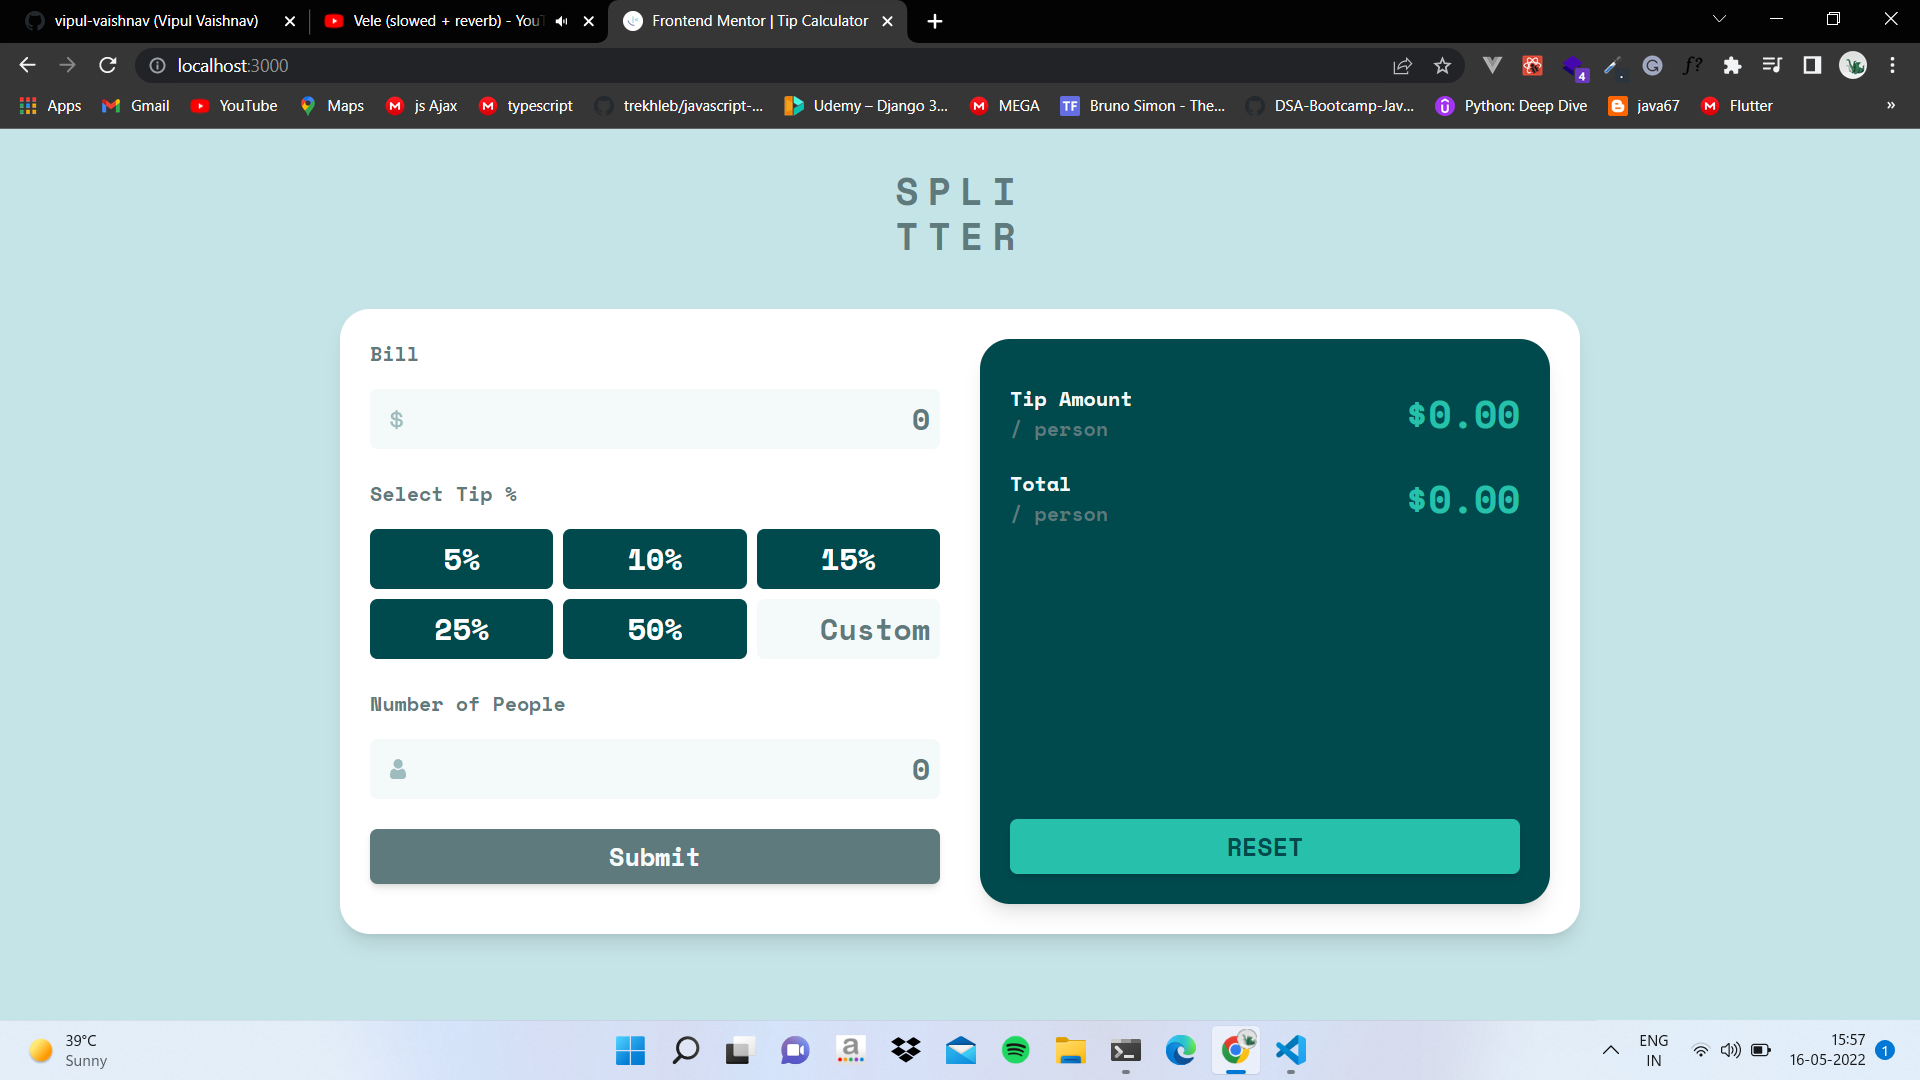 vipul-vaishnav (Vipul Vaishnav)
Vele (slowed + reverb) - You
Frontend Mentor | Tip Calculator
localhost:3000
4
f?
Apps
Gmail
YouTube
Maps
js Ajax
typescript
trekhleb/javascript-...
Udemy – Django 3...
MEGA
TF Bruno Simon - The...
DSA-Bootcamp-Jav...
Python: Deep Dive
java67
Flutter
»
SPLI
TTER
Bill
$ 0
Select Tip %
5% 10% 15%
25% 50% Custom
Number of People
0
Submit
Tip Amount
/ person
$0.00
Total
/ person
$0.00
RESET
39°C
Sunny
a
ENG
IN
15:57
16-05-2022
1